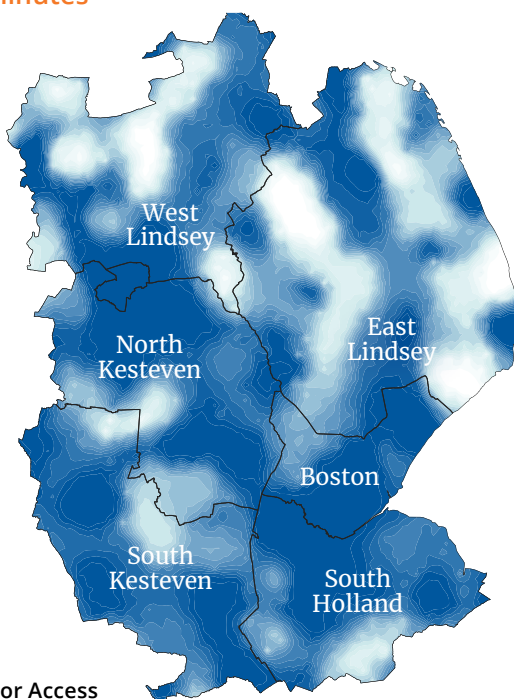 West
Lindsey
East
Lindsey
North
Kesteven
Boston
South
Kesteven
South
Holland
or Access